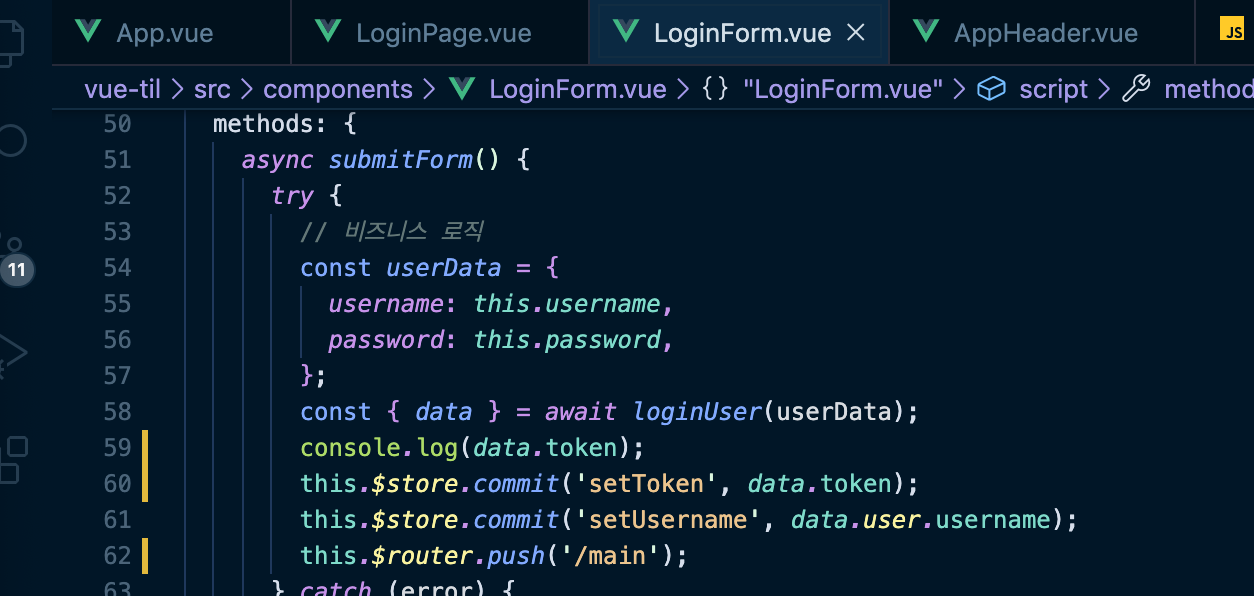 App.vue LoginPage.vue LoginForm.vue AppHeader.vue JS
vue-til > src > components > LoginForm.vue > {} "LoginForm.vue" > script > method
50 methods: {
51 async submitForm() {
52 try {
53 // 비즈니스 로직
54 const userData = {
55 username: this.username,
56 password: this.password,
57 };
58 const { data } = await loginUser(userData);
59 console.log(data.token);
60 this.$store.commit('setToken', data.token);
61 this.$store.commit('setUsername', data.user.username);
62 this.$router.push('/main');
63 } catch (error) {
11